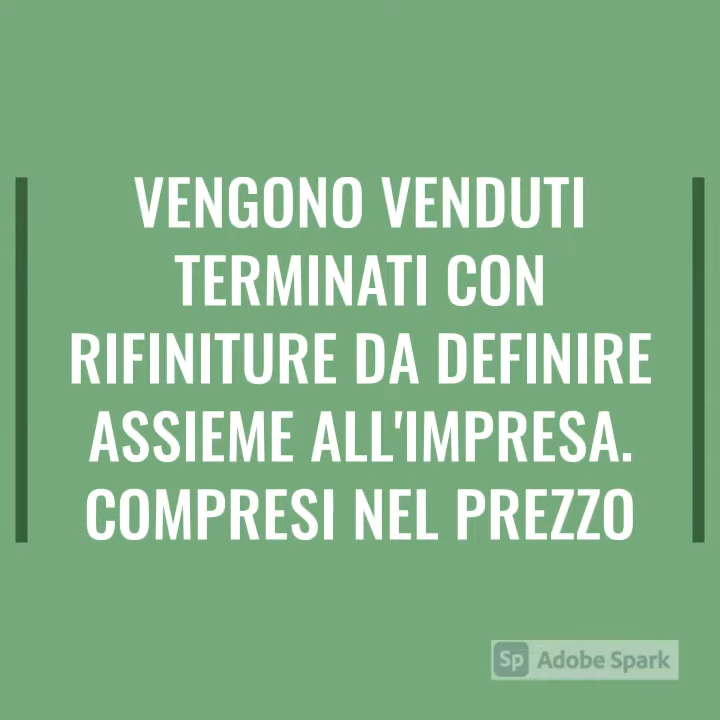 VENGONO VENDUTI
TERMINATI CON
RIFINITURE DA DEFINIRE
ASSIEME ALL'IMPRESA.
COMPRESI NEL PREZZO
Sp Adobe Spark